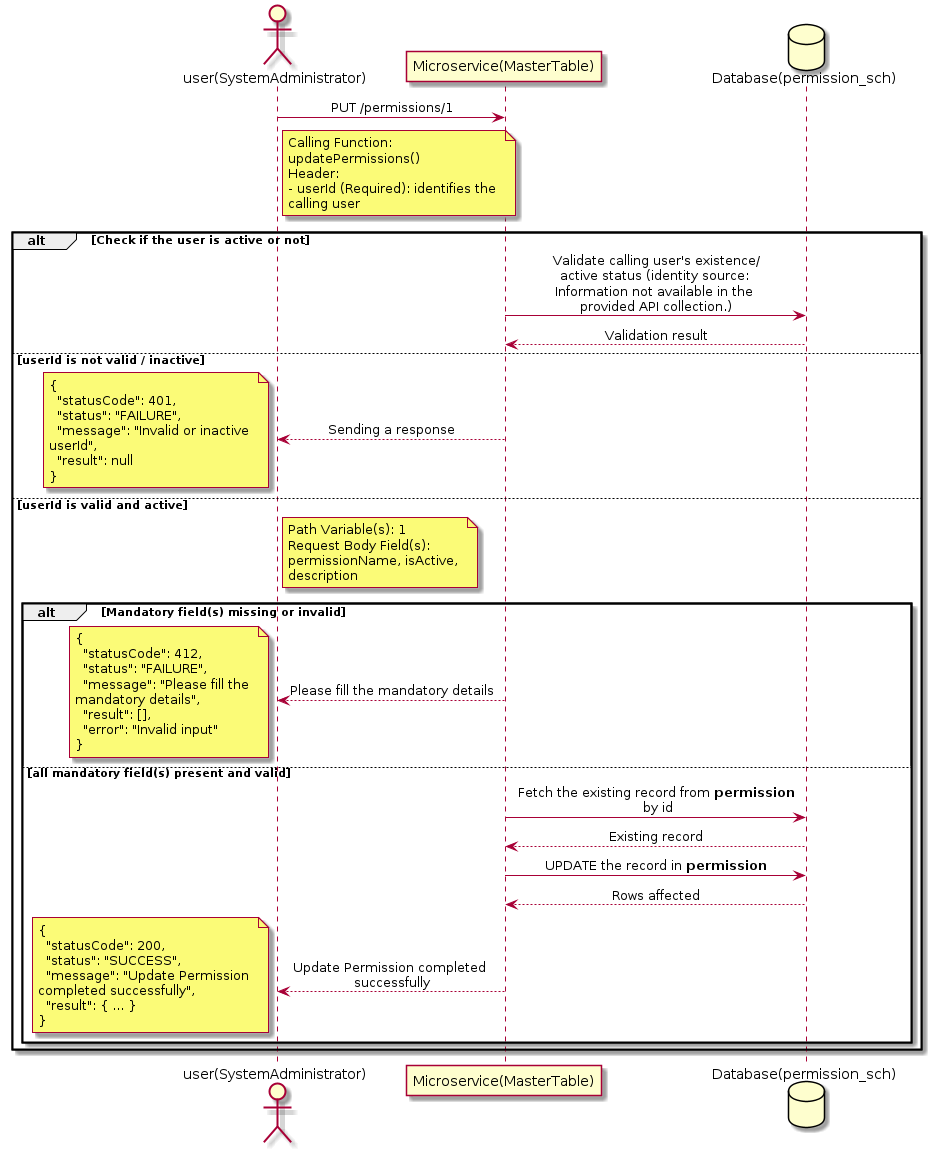 user(SystemAdministrator)
Microservice(MasterTable)
Database(permission_sch)
PUT /permissions/1
Calling Function:
updatePermissions()
Header:
- userId (Required): identifies the
calling user
alt
[Check if the user is active or not]
Validate calling user's existence/
active status (identity source:
Information not available in the
provided API collection.)
Validation result
[userId is not valid / inactive]
{
"statusCode": 401,
"status": "FAILURE",
"message": "Invalid or inactive
userId",
"result": null
}
Sending a response
[userId is valid and active]
Path Variable(s): 1
Request Body Field(s):
permissionName, isActive,
description
alt
[Mandatory field(s) missing or invalid]
{
"statusCode": 412,
"status": "FAILURE",
"message": "Please fill the
mandatory details",
"result": [],
"error": "Invalid input"
}
Please fill the mandatory details
[all mandatory field(s) present and valid]
Fetch the existing record from permission
by id
Existing record
UPDATE the record in permission
Rows affected
{
"statusCode": 200,
"status": "SUCCESS",
"message": "Update Permission
completed successfully",
"result": { ... }
}
Update Permission completed
successfully
user(SystemAdministrator)
Microservice(MasterTable)
Database(permission_sch)